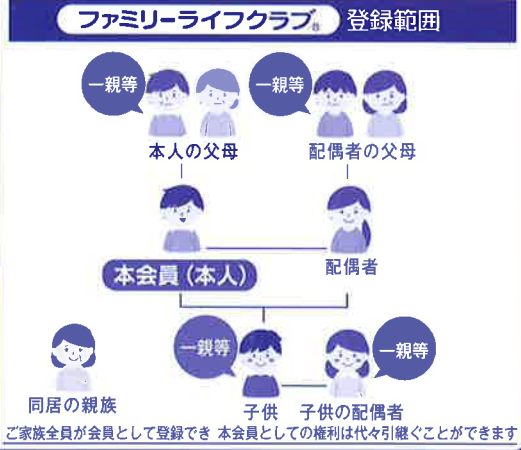 ファミリーライフクラブ® 登録範囲
一親等 一親等
本人の父母 配偶者の父母
本会員(本人) 配偶者
一親等 一親等
同居の親族 子供 子供の配偶者
ご家族全員が会員として登録でき 本会員としての権利は代々引継ぐことができます